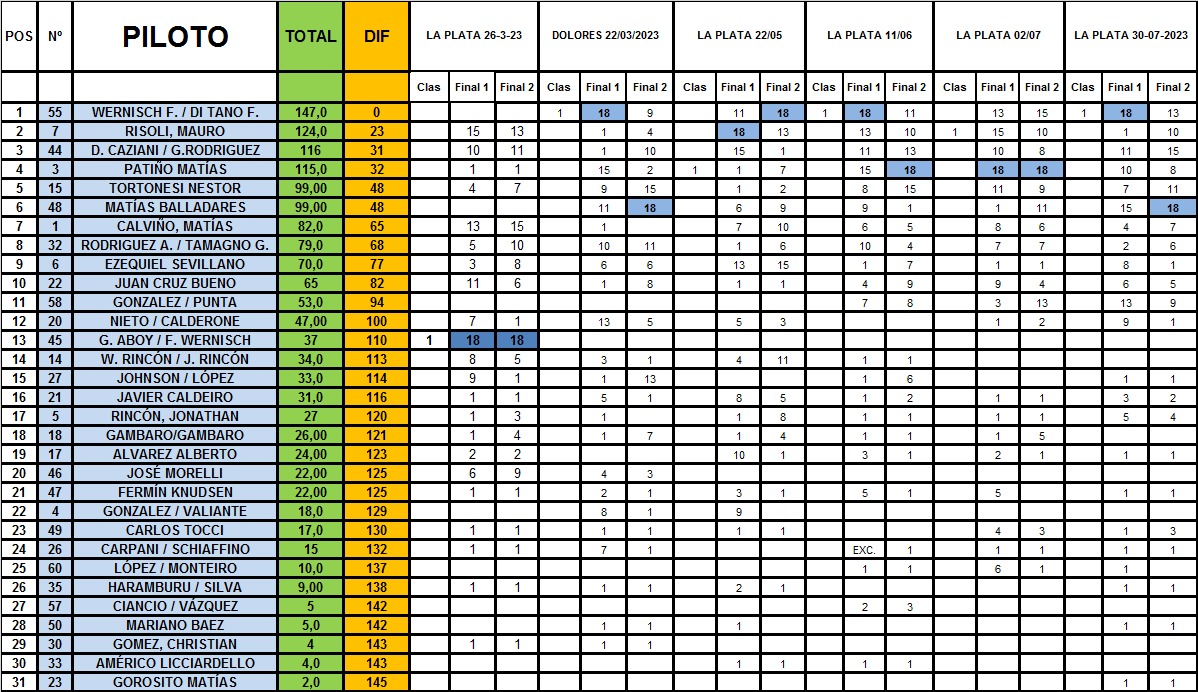 POS Nº PILOTO TOTAL DIF LA PLATA 26-3-23 DOLORES 22/03/2023 LA PLATA 22/05 LA PLATA 11/06 LA PLATA 02/07 LA PLATA 30-07-2023
Clas Final 1 Final 2 Clas Final 1 Final 2 Clas Final 1 Final 2 Clas Final 1 Final 2 Clas Final 1 Final 2 Clas Final 1 Final 2
1 55 WERNISCH F. / DI TANO F. 147,0 0 1 18 9 11 18 1 18 11 13 15 1 18 13
2 7 RISOLI, MAURO 124,0 23 15 13 1 4 18 13 13 10 1 15 10 1 10
3 44 D. CAZIANI / G.RODRIGUEZ 116 31 10 11 1 10 15 1 11 13 10 8 11 15
4 3 PATIÑO MATÍAS 115,0 32 1 1 15 2 1 1 7 15 18 18 18 10 8
5 15 TORTONESI NESTOR 99,00 48 4 7 9 15 1 2 8 15 11 9 7 11
6 48 MATÍAS BALLADARES 99,00 48 11 18 6 9 9 1 1 11 15 18
7 1 CALVIÑO, MATÍAS 82,0 65 13 15 1 7 10 6 5 8 6 4 7
8 32 RODRIGUEZ A. / TAMAGNO G. 79,0 68 5 10 10 11 1 6 10 4 7 7 2 6
9 6 EZEQUIEL SEVILLANO 70,0 77 3 8 6 6 13 15 1 7 1 1 8 1
10 22 JUAN CRUZ BUENO 65 82 11 6 1 8 1 1 4 9 9 4 6 5
11 58 GONZALEZ / PUNTA 53,0 94 7 8 3 13 13 9
12 20 NIETO / CALDERONE 47,00 100 7 1 13 5 5 3 1 2 9 1
13 45 G. ABOY / F. WERNISCH 37 110 1 18 18
14 14 W. RINCÓN / J. RINCÓN 34,0 113 8 5 3 1 4 11 1 1
15 27 JOHNSON / LÓPEZ 33,0 114 9 1 1 13 1 6 1 1
16 21 JAVIER CALDEIRO 31,0 116 1 1 5 1 8 5 1 2 1 1 3 2
17 5 RINCÓN, JONATHAN 27 120 1 3 1 1 1 8 1 1 1 1 5 4
18 18 GAMBARO/GAMBARO 26,00 121 1 4 1 7 1 4 1 1 1 5
19 17 ALVAREZ ALBERTO 24,00 123 2 2 10 1 3 1 2 1 1 1
20 46 JOSÉ MORELLI 22,00 125 6 9 4 3
21 47 FERMÍN KNUDSEN 22,00 125 1 1 2 1 3 1 5 1 5 1 1
22 4 GONZALEZ / VALIANTE 18,0 129 8 1 9
23 49 CARLOS TOCCI 17,0 130 1 1 1 1 1 1 4 3 1 3
24 26 CARPANI / SCHIAFFINO 15 132 1 1 7 1 EXC. 1 1 1 1 1
25 60 LÓPEZ / MONTEIRO 10,0 137 1 1 6 1 1
26 35 HARAMBURU / SILVA 9,00 138 1 1 1 1 2 1 1 1
27 57 CIANCIO / VÁZQUEZ 5 142 2 3
28 50 MARIANO BAEZ 5,0 142 1 1 1 1 1
29 30 GOMEZ, CHRISTIAN 4 143 1 1 1 1
30 33 AMÉRICO LICCIARDELLO 4,0 143 1 1 1 1
31 23 GOROSITO MATÍAS 2,0 145 1 1